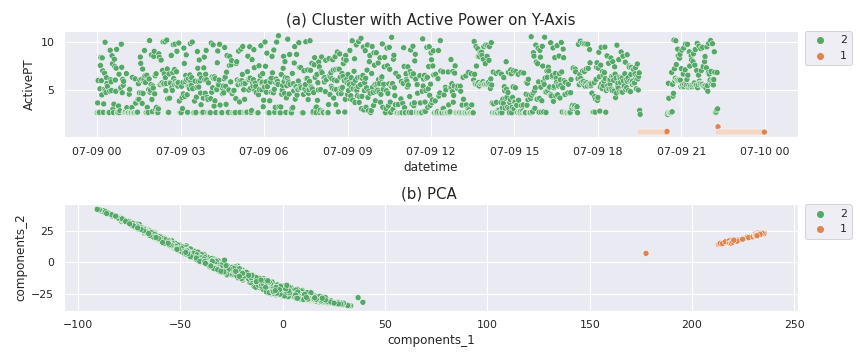 (a) Cluster with Active Power on Y-Axis
10
5
ActivePT
2
1
07-09 00 07-09 03 07-09 06 07-09 09 07-09 12 07-09 15 07-09 18 07-09 21 07-10 00
datetime
(b) PCA
25
0
−25
components_2
2
1
−100 −50 0 50 100 150 200 250
components_1